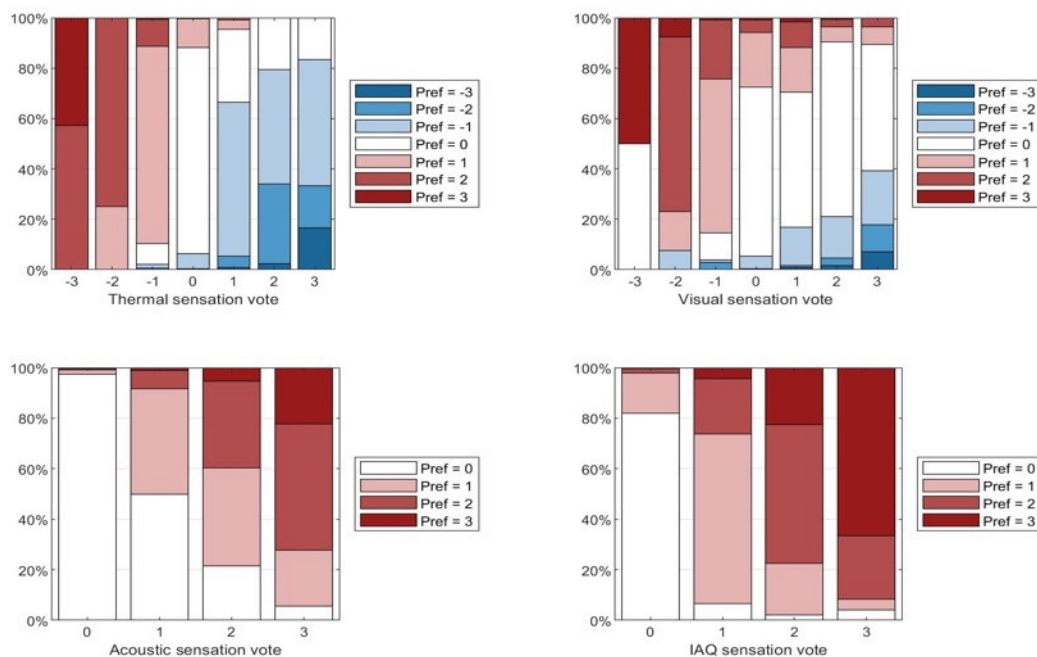 100%
80%
60%
40%
20%
0%
-3 -2 -1 0 1 2 3
Thermal sensation vote
Pref = -3
Pref = -2
Pref = -1
Pref = 0
Pref = 1
Pref = 2
Pref = 3
100%
80%
60%
40%
20%
0%
-3 -2 -1 0 1 2 3
Visual sensation vote
Pref = -3
Pref = -2
Pref = -1
Pref = 0
Pref = 1
Pref = 2
Pref = 3
100%
80%
60%
40%
20%
0%
0 1 2 3
Acoustic sensation vote
Pref = 0
Pref = 1
Pref = 2
Pref = 3
100%
80%
60%
40%
20%
0%
0 1 2 3
IAQ sensation vote
Pref = 0
Pref = 1
Pref = 2
Pref = 3